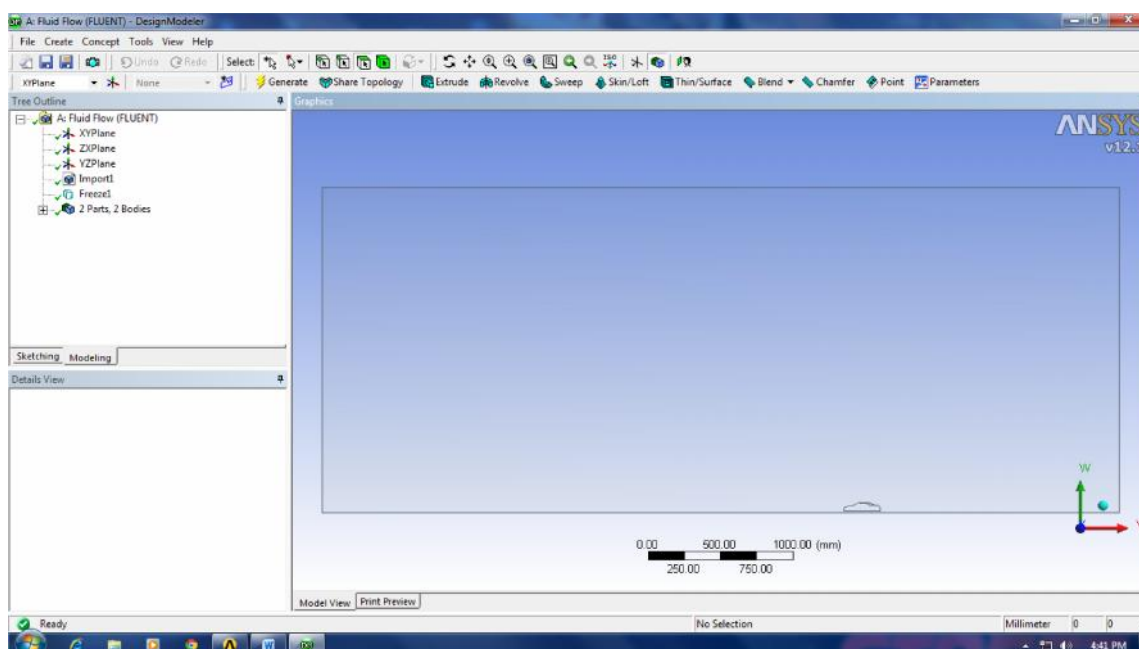 A: Fluid Flow (FLUENT) - DesignModeler
File Create Concept Tools View Help
Undo Redo Select:
XYPlane None Generate Share Topology Extrude Revolve Sweep Skin/Loft Thin/Surface Blend Chamfer Point Parameters
Tree Outline
Graphics
A: Fluid Flow (FLUENT)
XYPlane
ZXPlane
YZPlane
Import1
Freeze1
2 Parts, 2 Bodies
ANSYS
v12.
W
0.00 500.00 1000.00 (mm)
250.00 750.00
Sketching Modeling
Details View
Model View Print Preview
Ready No Selection Millimeter 0 0
4:41 PM